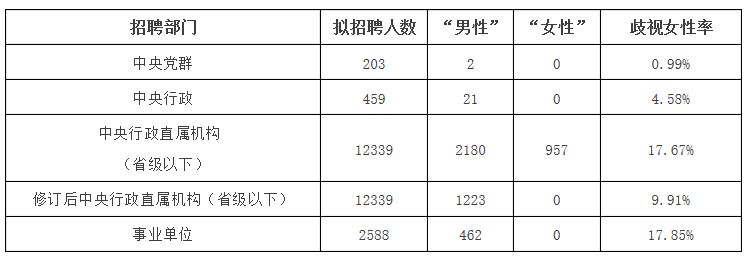 招聘部门 拟招聘人数 “男性” “女性” 歧视女性率
中央党群 203 2 0 0.99%
中央行政 459 21 0 4.58%
中央行政直属机构
（省级以下） 12339 2180 957 17.67%
修订后中央行政直属机构（省级以下） 12339 1223 0 9.91%
事业单位 2588 462 0 17.85%